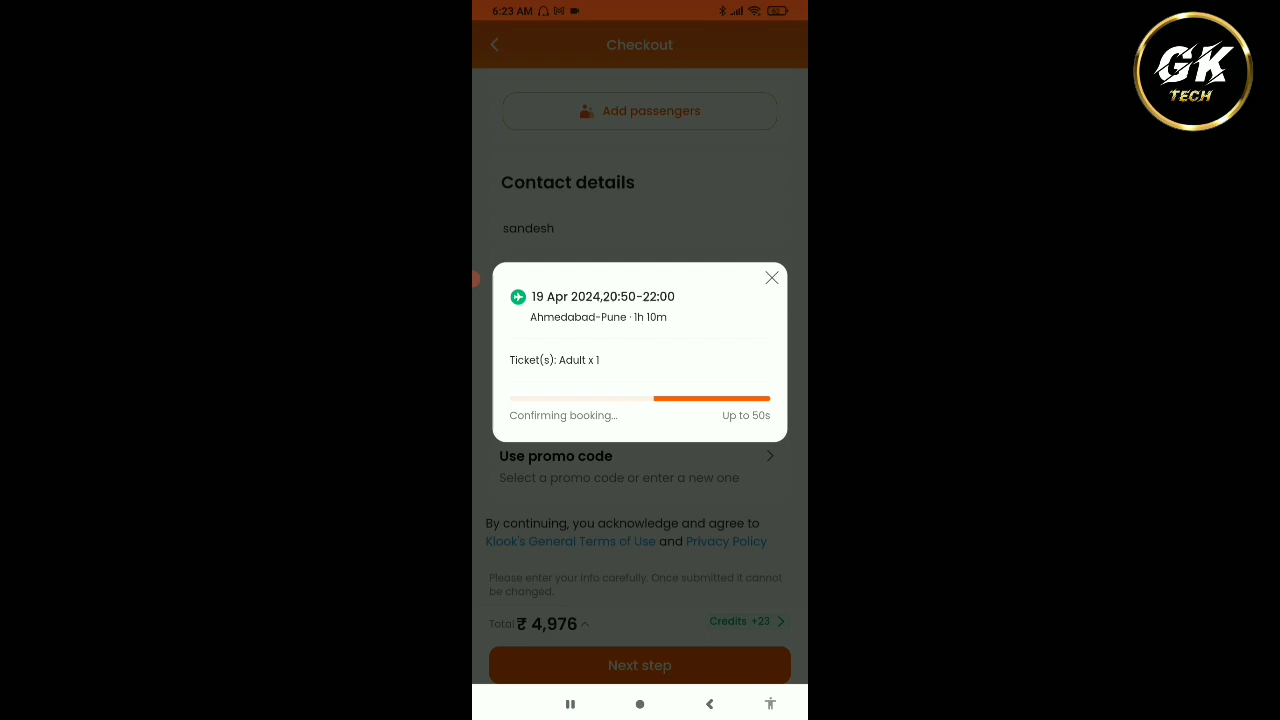 6:23 AM
62
Checkout
GK
TECH
Add passengers
Contact details
sandesh
19 Apr 2024,20:50-22:00
Ahmedabad-Pune · 1h 10m
Ticket(s): Adult x 1
Confirming booking... Up to 50s
Use promo code
Select a promo code or enter a new one
By continuing, you acknowledge and agree to
Klook's General Terms of Use and Privacy Policy
Please enter your info carefully. Once submitted it cannot
be changed.
Total ₹ 4,976 Credits +23
Next step